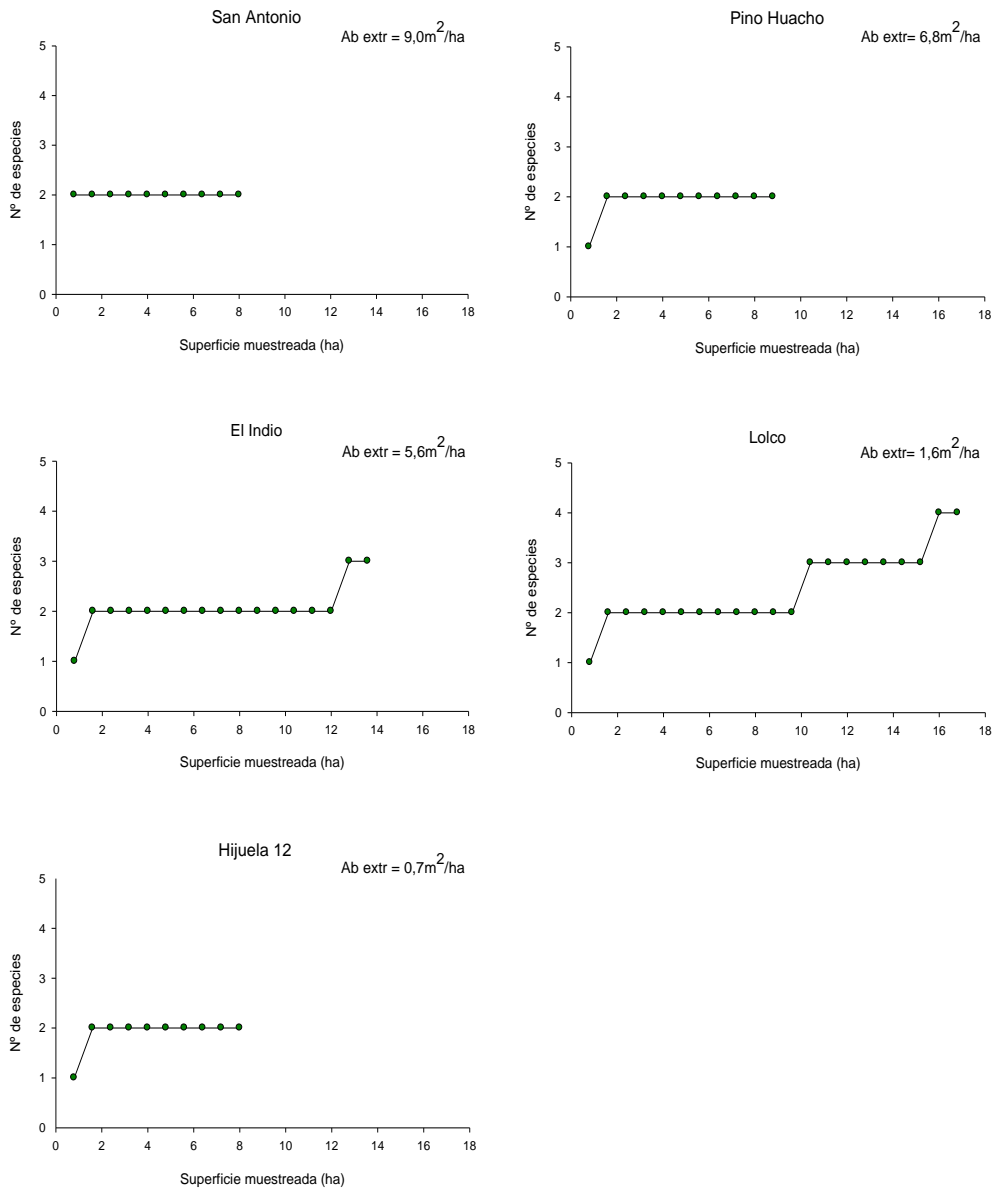 San Antonio
Ab extr = 9,0m2/ha
5
4
3
2
1
0
Nº de especies
0 2 4 6 8 10 12 14 16 18
Superficie muestreada (ha)
Pino Huacho
Ab extr= 6,8m2/ha
5
4
3
2
1
0
Nº de especies
0 2 4 6 8 10 12 14 16 18
Superficie muestreada (ha)
El Indio
Ab extr = 5,6m2/ha
5
4
3
2
1
0
Nº de especies
0 2 4 6 8 10 12 14 16 18
Superficie muestreada (ha)
Lolco
Ab extr= 1,6m2/ha
5
4
3
2
1
0
Nº de especies
0 2 4 6 8 10 12 14 16 18
Superficie muestreada (ha)
Hijuela 12
Ab extr = 0,7m2/ha
5
4
3
2
1
0
Nº de especies
0 2 4 6 8 10 12 14 16 18
Superficie muestreada (ha)